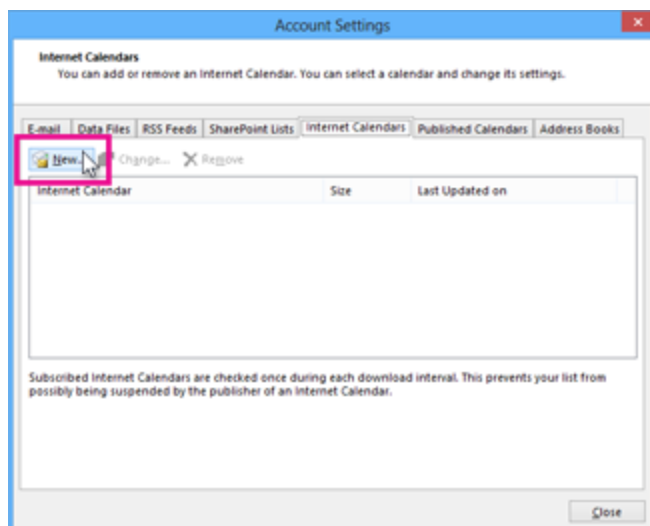 Account Settings
Internet Calendars
You can add or remove an Internet Calendar. You can select a calendar and change its settings.
E-mail Data Files RSS Feeds SharePoint Lists Internet Calendars Published Calendars Address Books
New... Change... Remove
Internet Calendar Size Last Updated on
Subscribed Internet Calendars are checked once during each download interval. This prevents your list from
possibly being suspended by the publisher of an Internet Calendar.
Close